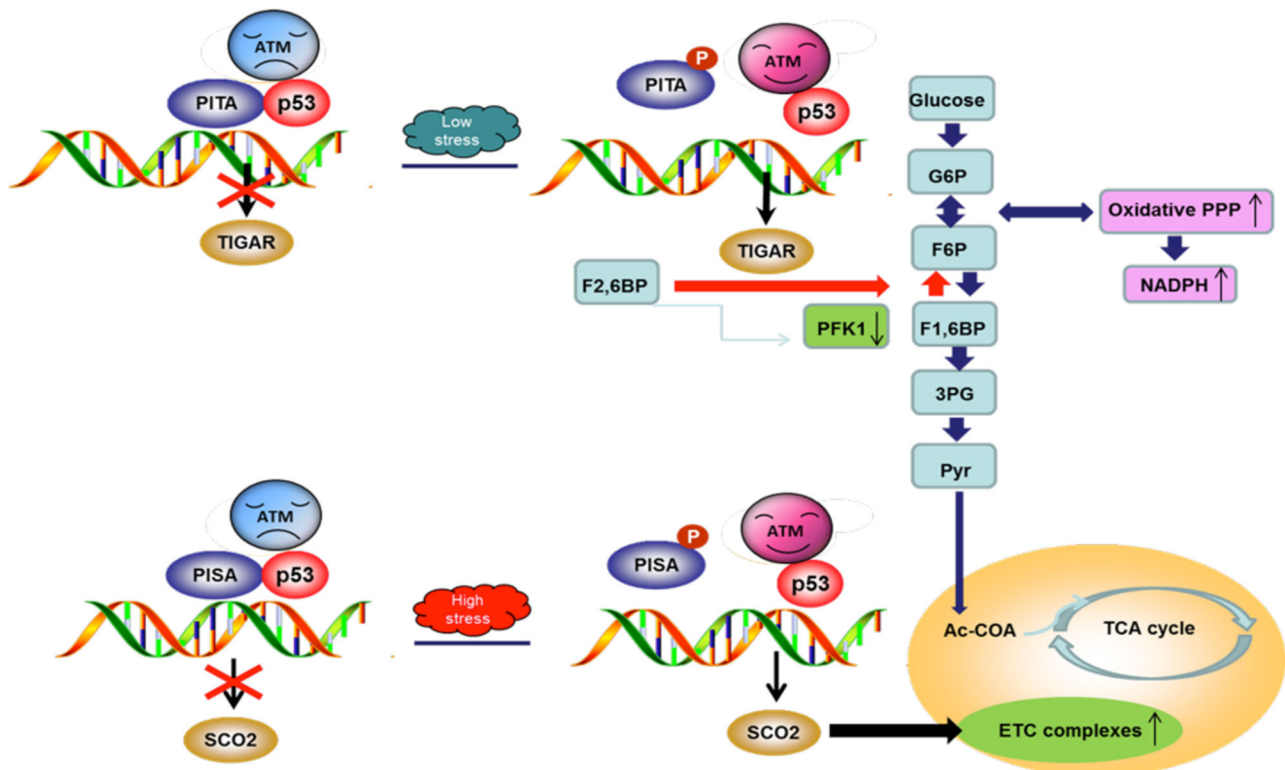 ATM
PITA
p53
TIGAR
Low
stress
P
PITA
ATM
p53
TIGAR
F2,6BP
PFK1
Glucose
G6P
F6P
F1,6BP
3PG
Pyr
Oxidative PPP
NADPH
ATM
PISA
p53
SCO2
High
stress
P
PISA
ATM
p53
SCO2
Ac-COA
TCA cycle
ETC complexes